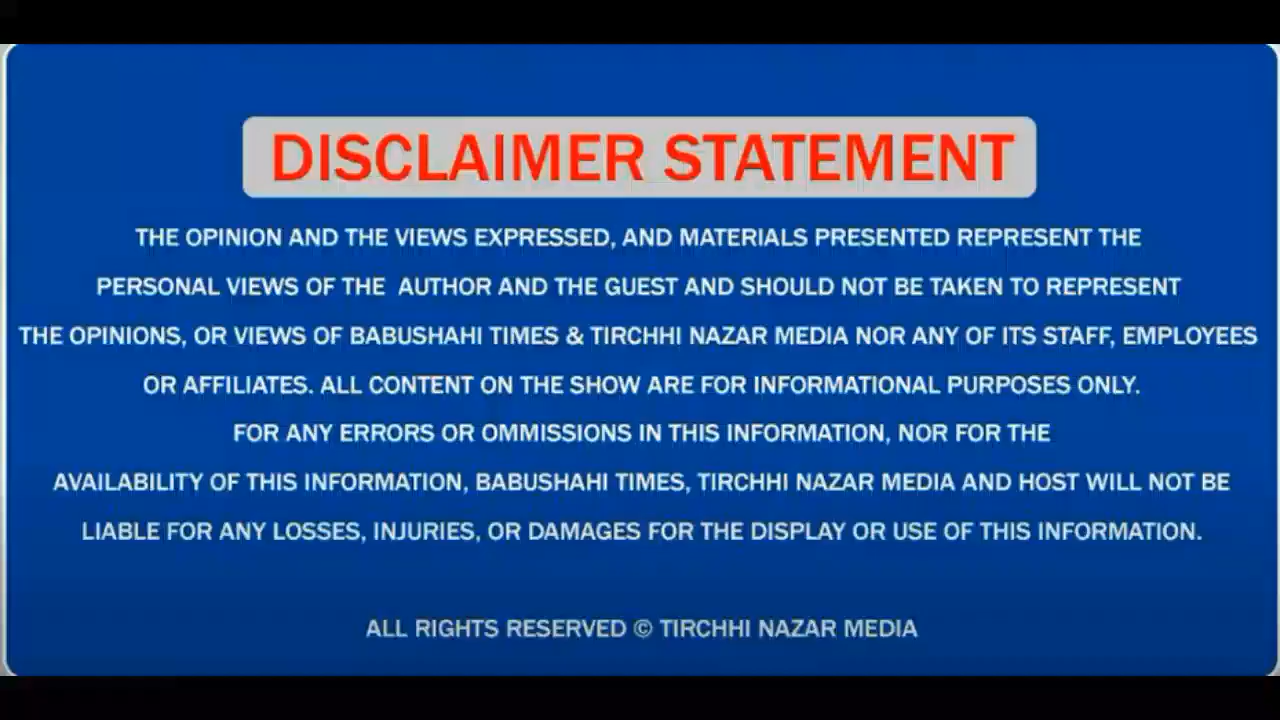 DISCLAIMER STATEMENT
THE OPINION AND THE VIEWS EXPRESSED, AND MATERIALS PRESENTED REPRESENT THE
PERSONAL VIEWS OF THE AUTHOR AND THE GUEST AND SHOULD NOT BE TAKEN TO REPRESENT
THE OPINIONS, OR VIEWS OF BABUSHAHI TIMES & TIRCHHI NAZAR MEDIA NOR ANY OF ITS STAFF, EMPLOYEES
OR AFFILIATES. ALL CONTENT ON THE SHOW ARE FOR INFORMATIONAL PURPOSES ONLY.
FOR ANY ERRORS OR OMMISSIONS IN THIS INFORMATION, NOR FOR THE
AVAILABILITY OF THIS INFORMATION, BABUSHAHI TIMES, TIRCHHI NAZAR MEDIA AND HOST WILL NOT BE
LIABLE FOR ANY LOSSES, INJURIES, OR DAMAGES FOR THE DISPLAY OR USE OF THIS INFORMATION.
ALL RIGHTS RESERVED © TIRCHHI NAZAR MEDIA